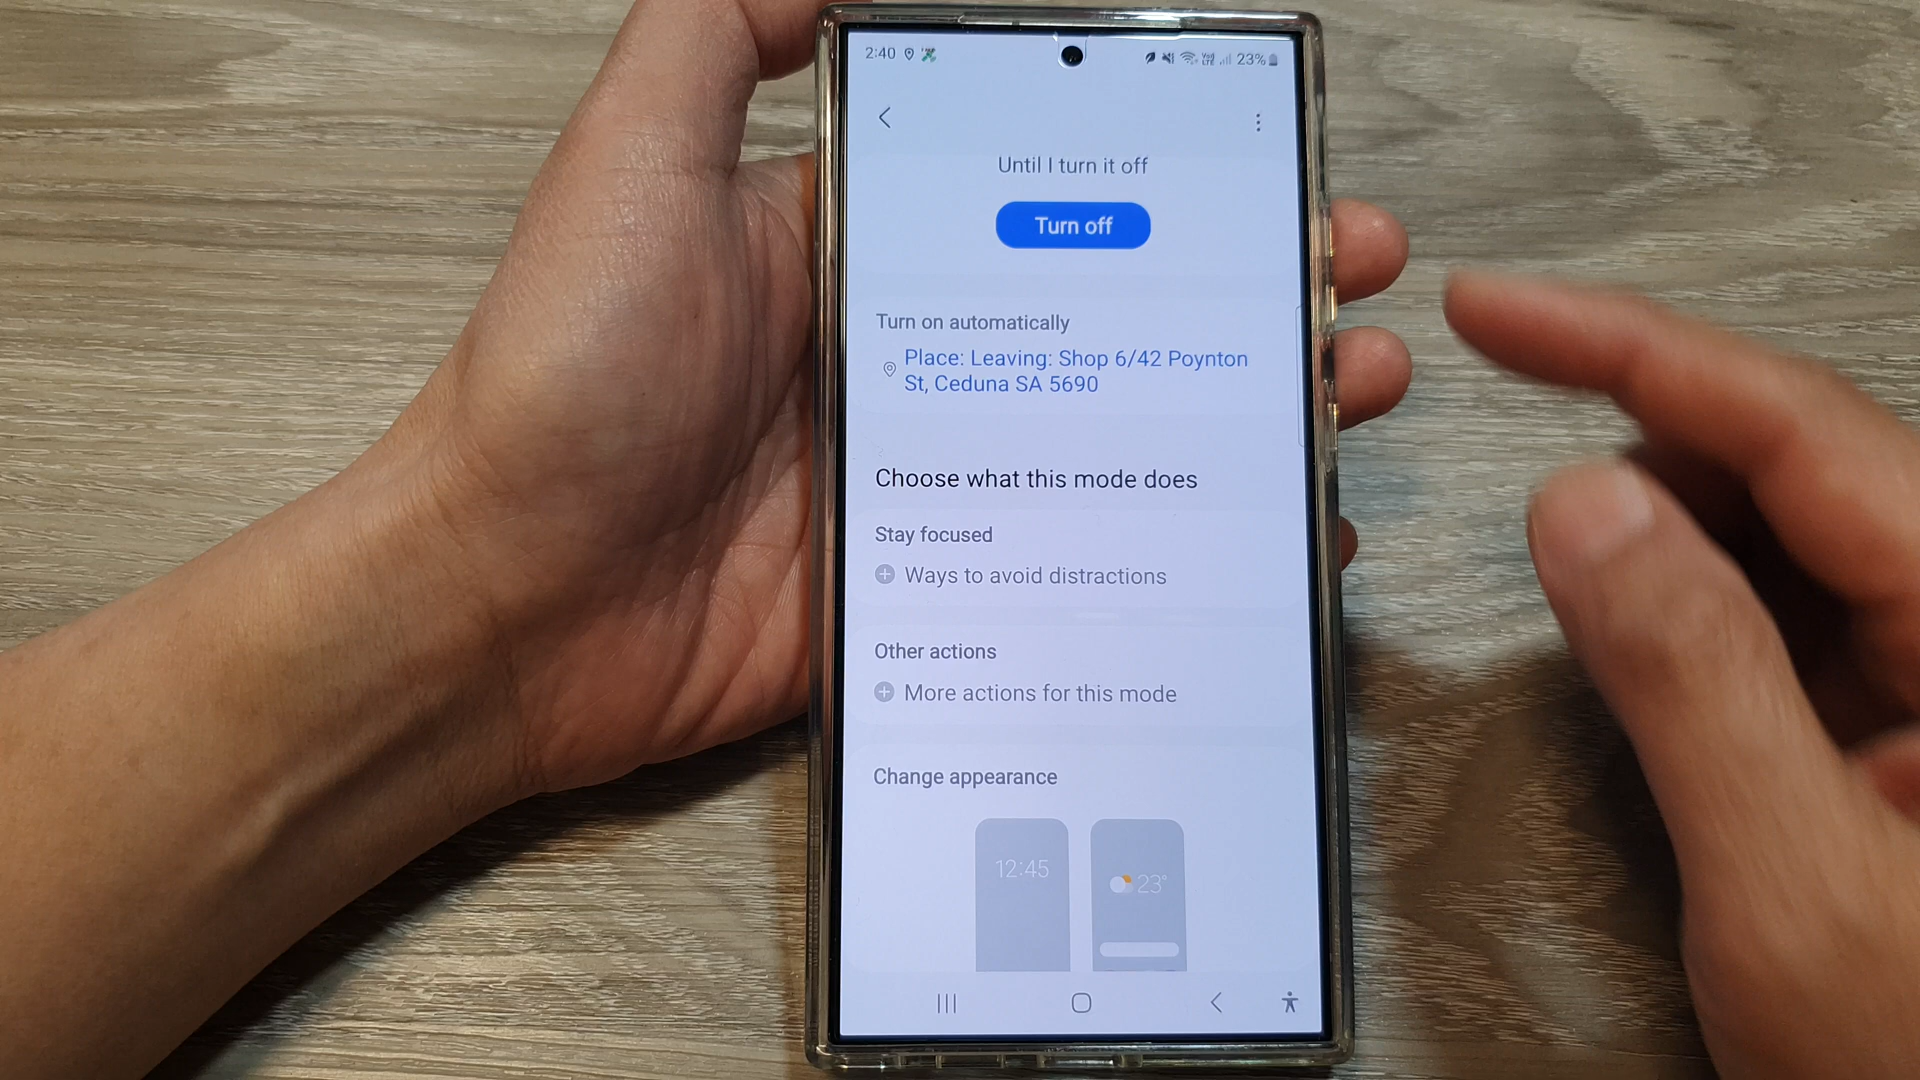 2:40
23%
Until I turn it off
Turn off
Turn on automatically
Place: Leaving: Shop 6/42 Poynton
St, Ceduna SA 5690
Choose what this mode does
Stay focused
Ways to avoid distractions
Other actions
More actions for this mode
Change appearance
12:45
23°